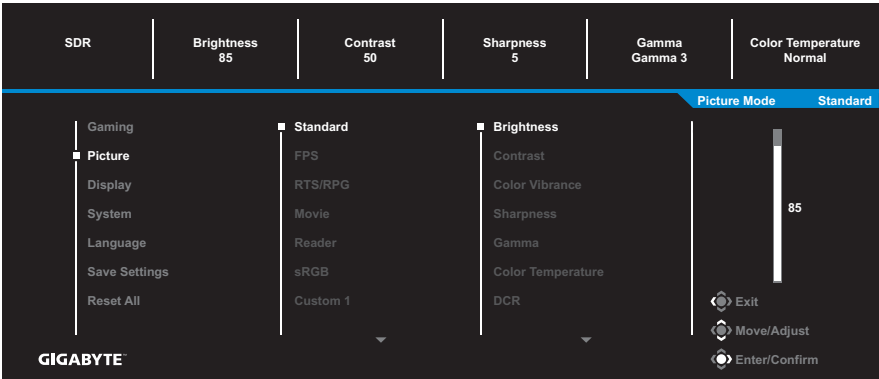 SDR
Brightness
85
Contrast
50
Sharpness
5
Gamma
Gamma 3
Color Temperature
Normal
Picture Mode Standard
Gaming
Picture
Display
System
Language
Save Settings
Reset All
Standard
FPS
RTS/RPG
Movie
Reader
sRGB
Custom 1
Brightness
Contrast
Color Vibrance
Sharpness
Gamma
Color Temperature
DCR
85
Exit
Move/Adjust
Enter/Confirm
GIGABYTE™